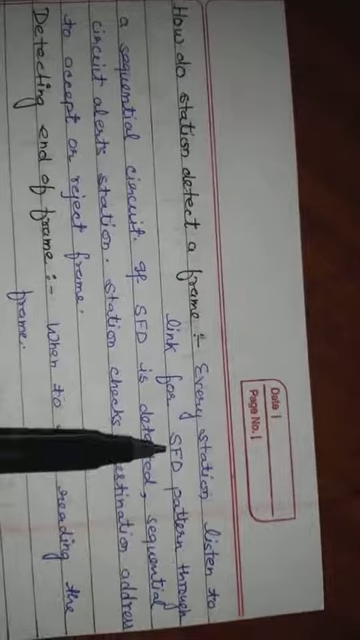 Date |
Page No. |
How do station detect a frame :- Every station listen to
link for SFD pattern through
a sequential circuit. If SFD is detected, sequential
circuit alerts station. Station checks destination address
to accept or reject frame.
Detecting end of frame :- When to reading the
frame.